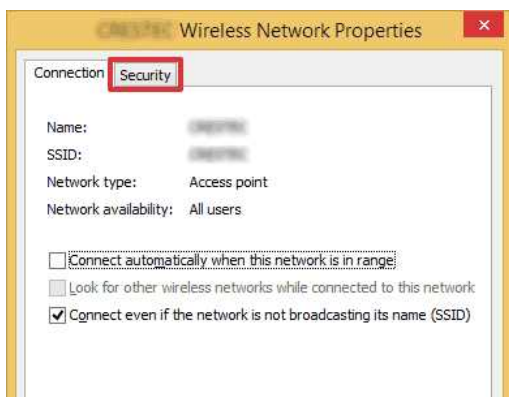 Wireless Network Properties
Connection Security
Name:
SSID:
Network type: Access point
Network availability: All users
Connect automatically when this network is in range
Look for other wireless networks while connected to this network
Connect even if the network is not broadcasting its name (SSID)